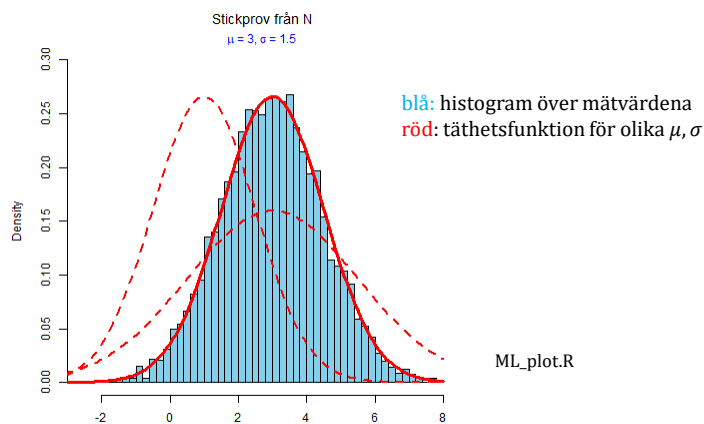 Stickprov från N
μ = 3, σ = 1.5
0.30
0.25
0.20
0.15
0.10
0.05
0.00
Density
-2
0
2
4
6
8
blå: histogram över mätvärdena
röd: täthetsfunktion för olika μ, σ
ML_plot.R